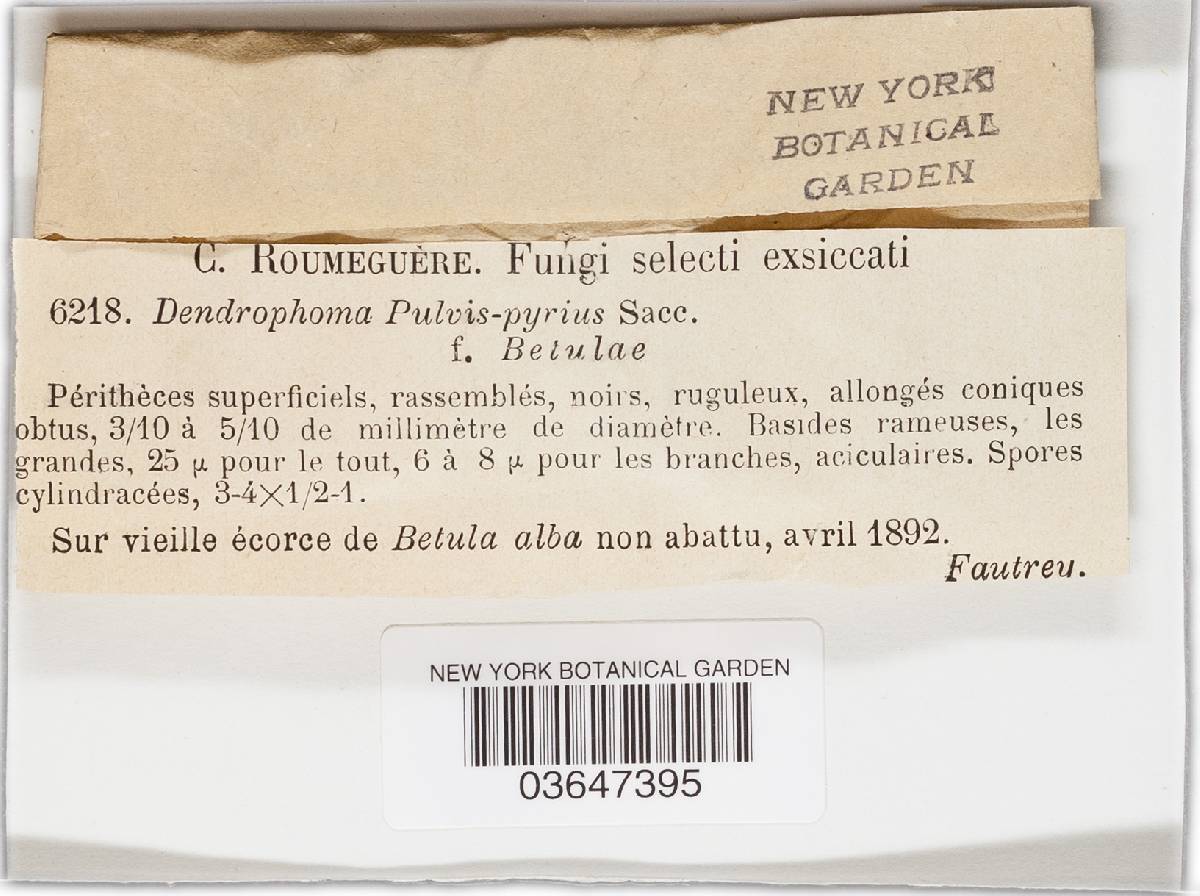 NEW YORK
BOTANICAL
GARDEN
C. ROUMEGUÈRE. Fungi selecti exsiccati
6218. Dendrophoma Pulvis-pyrius Sacc.
f. Betulae
Périthèces superficiels, rassemblés, noirs, ruguleux, allongés coniques
obtus, 3/10 à 5/10 de millimètre de diamètre. Basides rameuses, les
grandes, 25 µ pour le tout, 6 à 8 µ pour les branches, aciculaires. Spores
cylindracées, 3-4×1/2-1.
Sur vieille écorce de Betula alba non abattu, avril 1892.
Fautreu.
NEW YORK BOTANICAL GARDEN
03647395